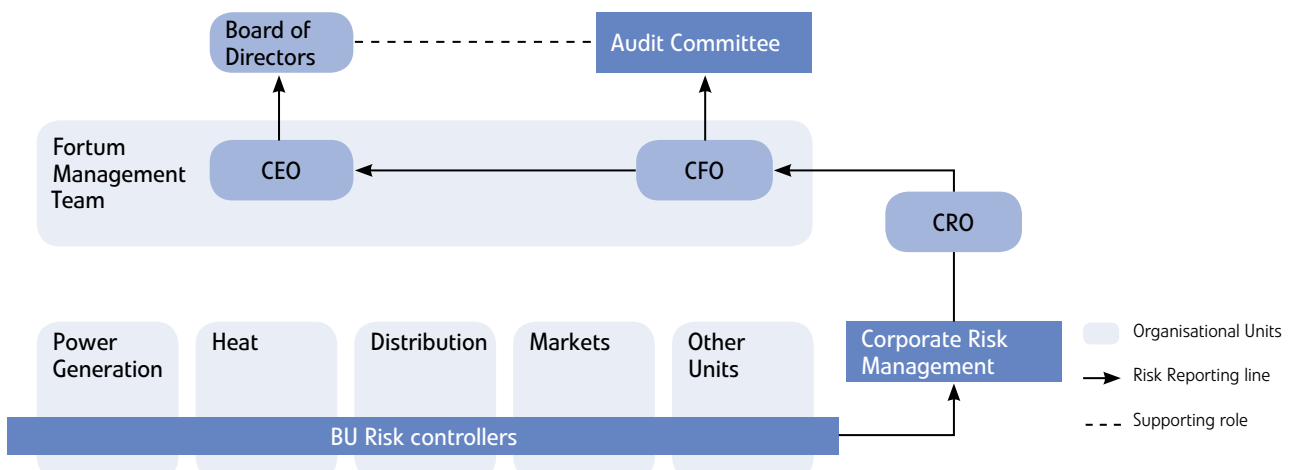 Board of
Directors
Audit Committee
Fortum
Management
Team
CEO
CFO
CRO
Power
Generation
Heat
Distribution
Markets
Other
Units
Corporate Risk
Management
BU Risk controllers
Organisational Units
Risk Reporting line
Supporting role